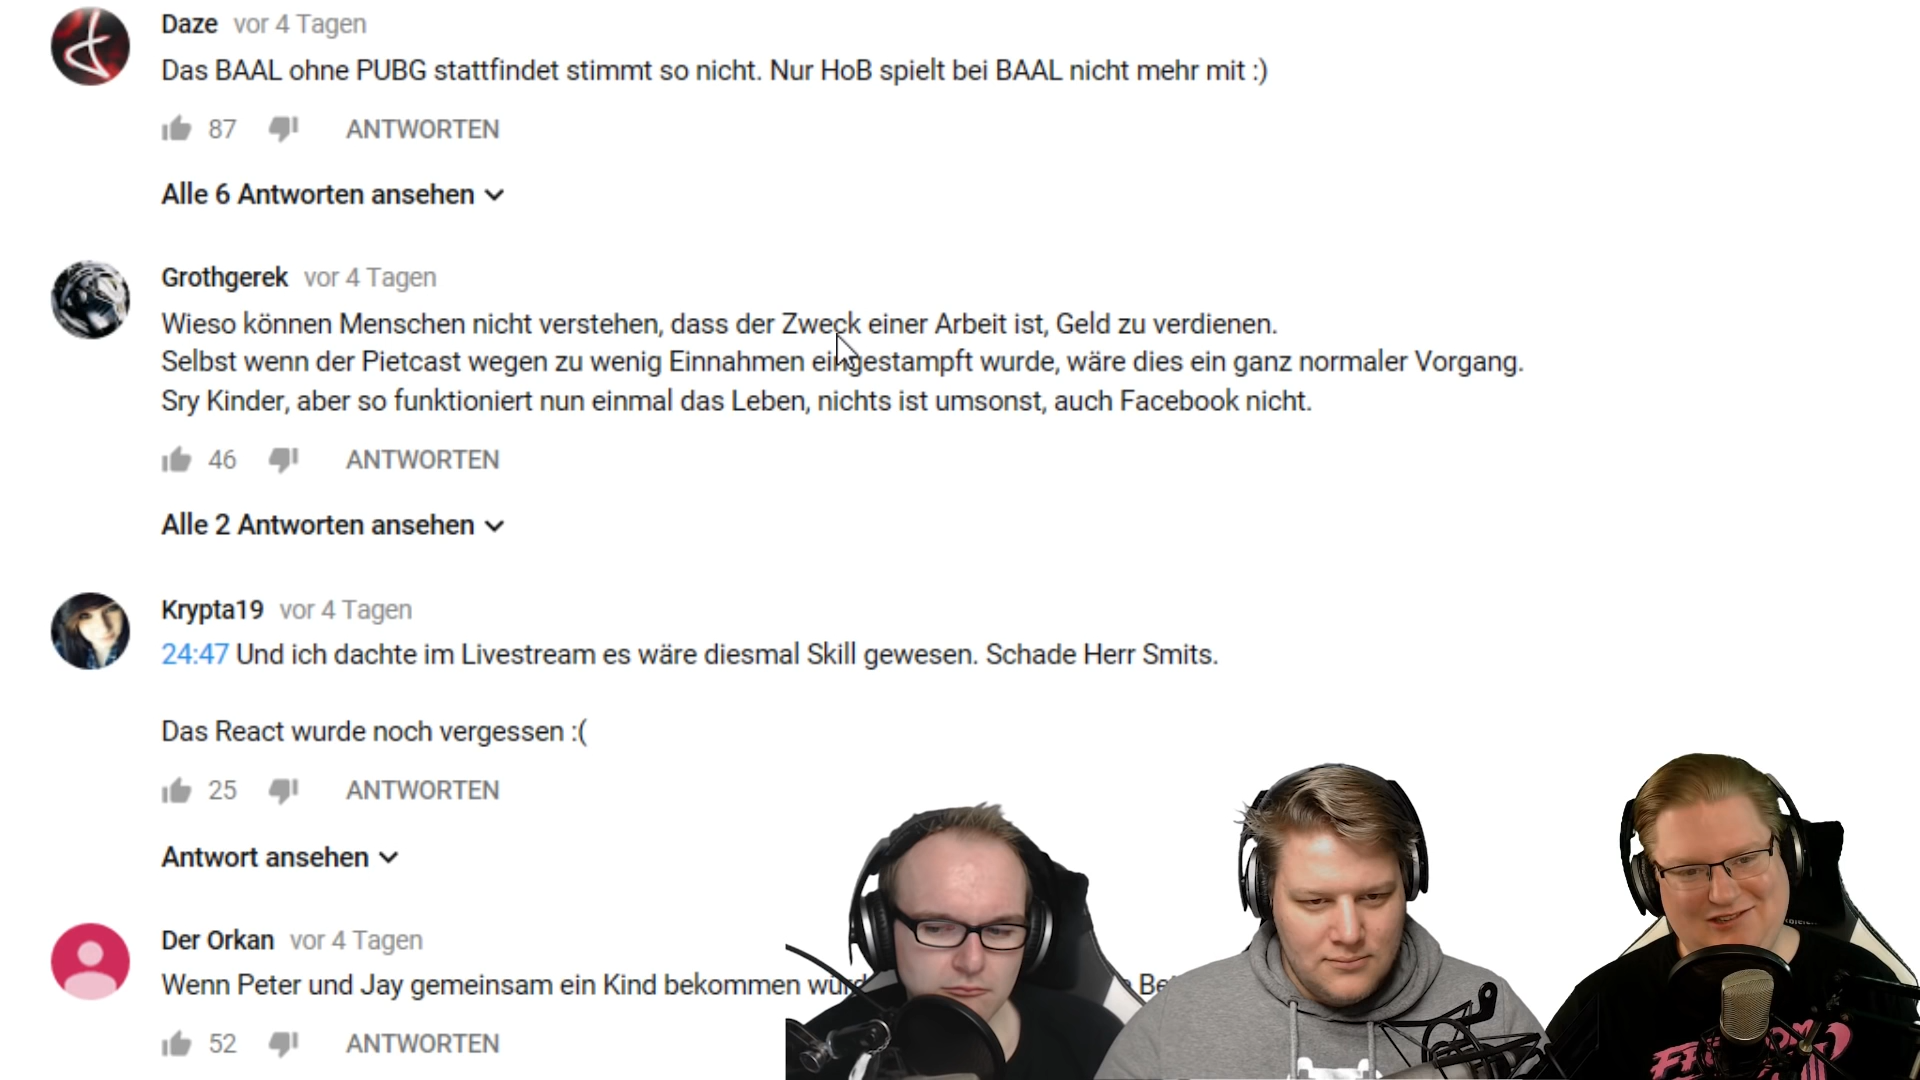 Daze vor 4 Tagen
Das BAAL ohne PUBG stattfindet stimmt so nicht. Nur HoB spielt bei BAAL nicht mehr mit :)
87 ANTWORTEN
Alle 6 Antworten ansehen
Grothgerek vor 4 Tagen
Wieso können Menschen nicht verstehen, dass der Zweck einer Arbeit ist, Geld zu verdienen.
Selbst wenn der Pietcast wegen zu wenig Einnahmen eingestampft wurde, wäre dies ein ganz normaler Vorgang.
Sry Kinder, aber so funktioniert nun einmal das Leben, nichts ist umsonst, auch Facebook nicht.
46 ANTWORTEN
Alle 2 Antworten ansehen
Krypta19 vor 4 Tagen
24:47 Und ich dachte im Livestream es wäre diesmal Skill gewesen. Schade Herr Smits.
Das React wurde noch vergessen :(
25 ANTWORTEN
Antwort ansehen
Der Orkan vor 4 Tagen
Wenn Peter und Jay gemeinsam ein Kind bekommen
52 ANTWORTEN